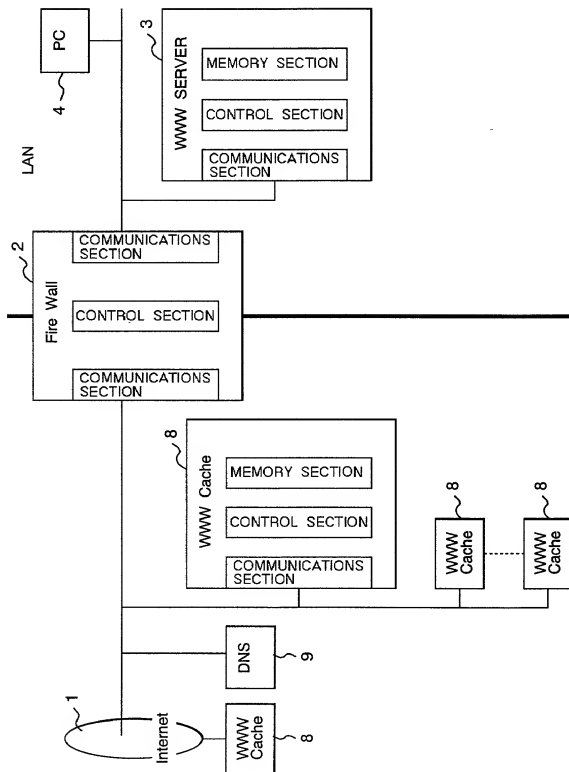 PC
4
LAN
3
WWW SERVER
MEMORY SECTION
CONTROL SECTION
COMMUNICATIONS
SECTION
2
Fire Wall
COMMUNICATIONS
SECTION
CONTROL SECTION
COMMUNICATIONS
SECTION
8
WWW Cache
MEMORY SECTION
CONTROL SECTION
COMMUNICATIONS
SECTION
8
WWW
Cache
8
WWW
Cache
DNS
9
1
Internet
WWW
Cache
8